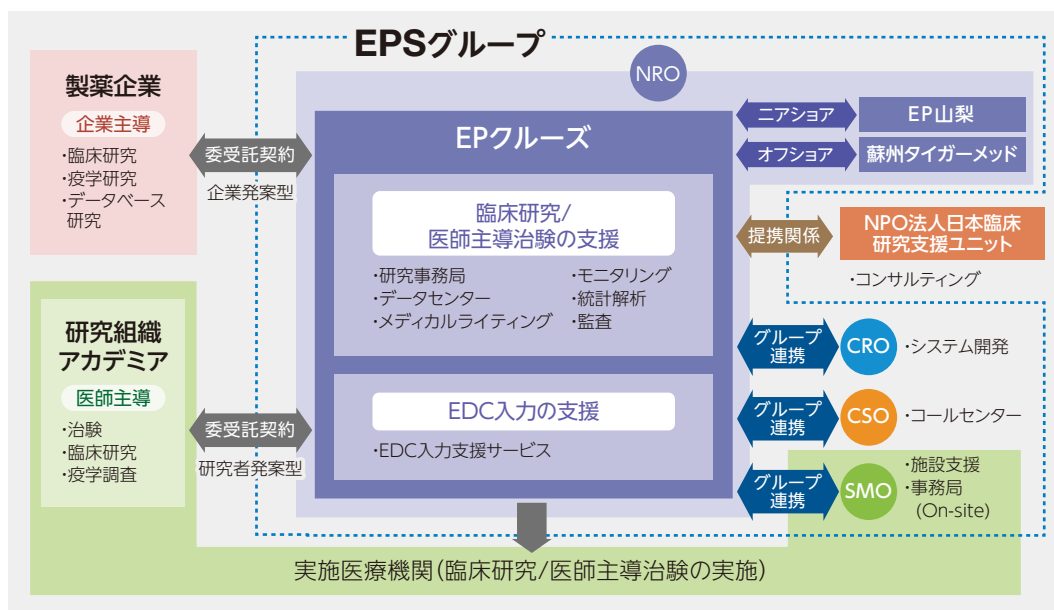 EPSグループ
NRO
製薬企業
企業主導
・臨床研究
・疫学研究
・データベース
研究
委受託契約
企業発案型
研究組織
アカデミア
医師主導
・治験
・臨床研究
・疫学調査
委受託契約
研究者発案型
EPクルーズ
臨床研究/
医師主導治験の支援
・研究事務局
・データセンター
・メディカルライティング
・モニタリング
・統計解析
・監査
EDC入力の支援
・EDC入力支援サービス
ニアショア
EP山梨
オフショア
蘇州タイガーメッド
提携関係
NPO法人日本臨床
研究支援ユニット
・コンサルティング
グループ
連携
CRO
・システム開発
グループ
連携
CSO
・コールセンター
グループ
連携
SMO
・施設支援
・事務局
(On-site)
実施医療機関(臨床研究/医師主導治験の実施)